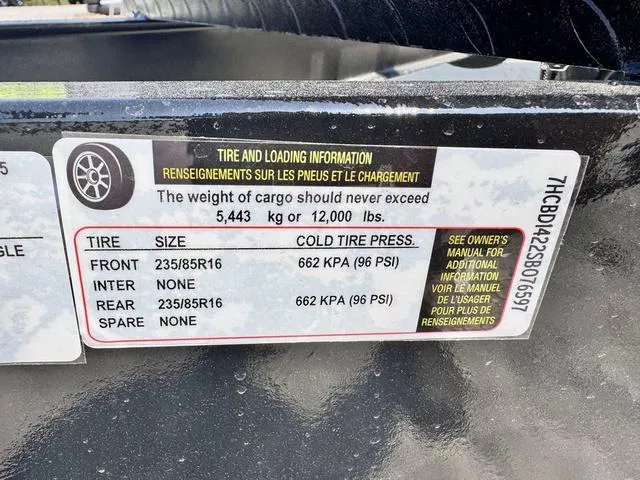 5
GLE
TIRE AND LOADING INFORMATION
RENSEIGNEMENTS SUR LES PNEUS ET LE CHARGEMENT
The weight of cargo should never exceed
5,443 kg or 12,000 lbs.
TIRE SIZE COLD TIRE PRESS.
FRONT 235/85R16 662 KPA (96 PSI)
INTER NONE
REAR 235/85R16 662 KPA (96 PSI)
SPARE NONE
SEE OWNER'S
MANUAL FOR
ADDITIONAL
INFORMATION
VOIR LE MANUEL
DE L'USAGER
POUR PLUS DE
RENSEIGNEMENTS
7HCBD1422SB076597